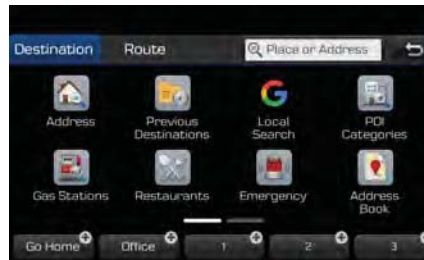 Destination
Route
Place or Address
Address
Previous
Destinations
Local
Search
POI
Categories
Gas Stations
Restaurants
Emergency
Address
Book
Go Home
Office
1
2
3